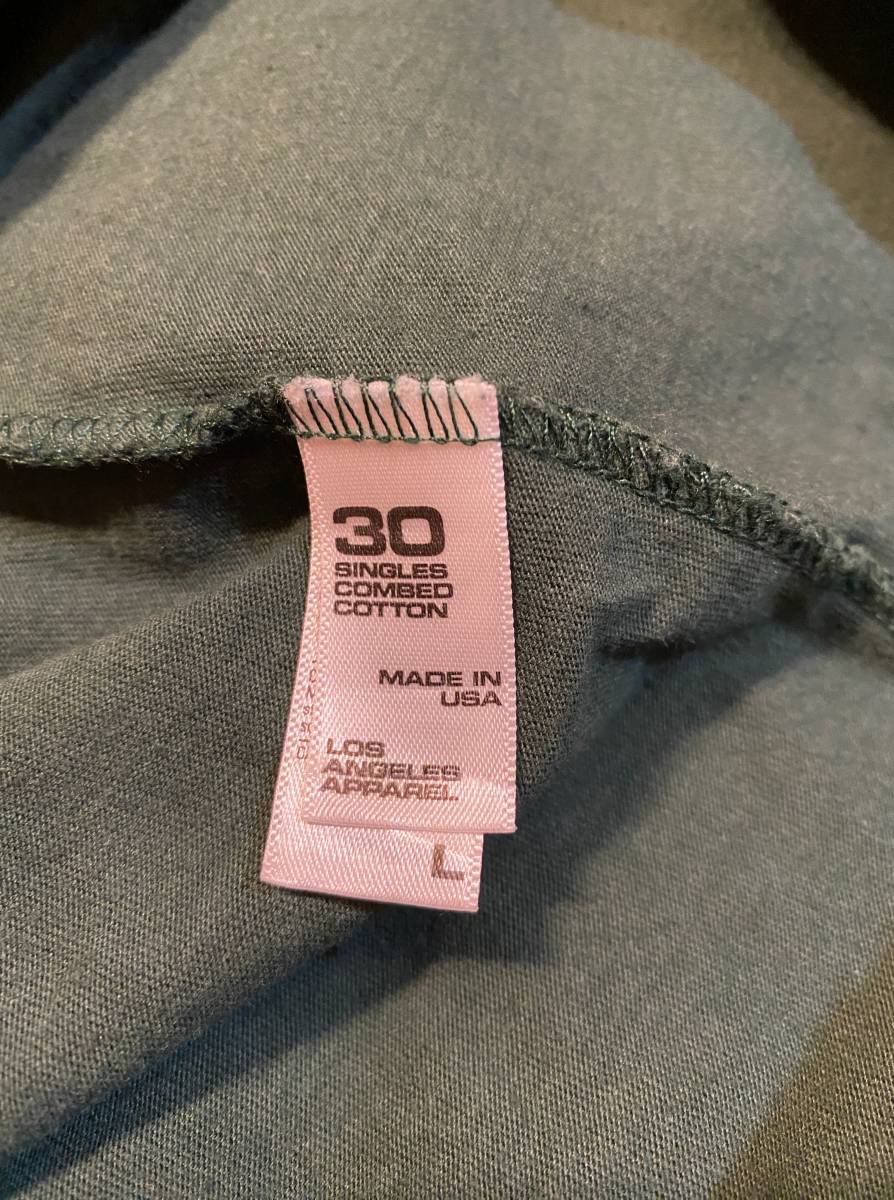 30
SINGLES
COMBED
COTTON
MADE IN
USA
LOS
ANGELES
APPAREL
L